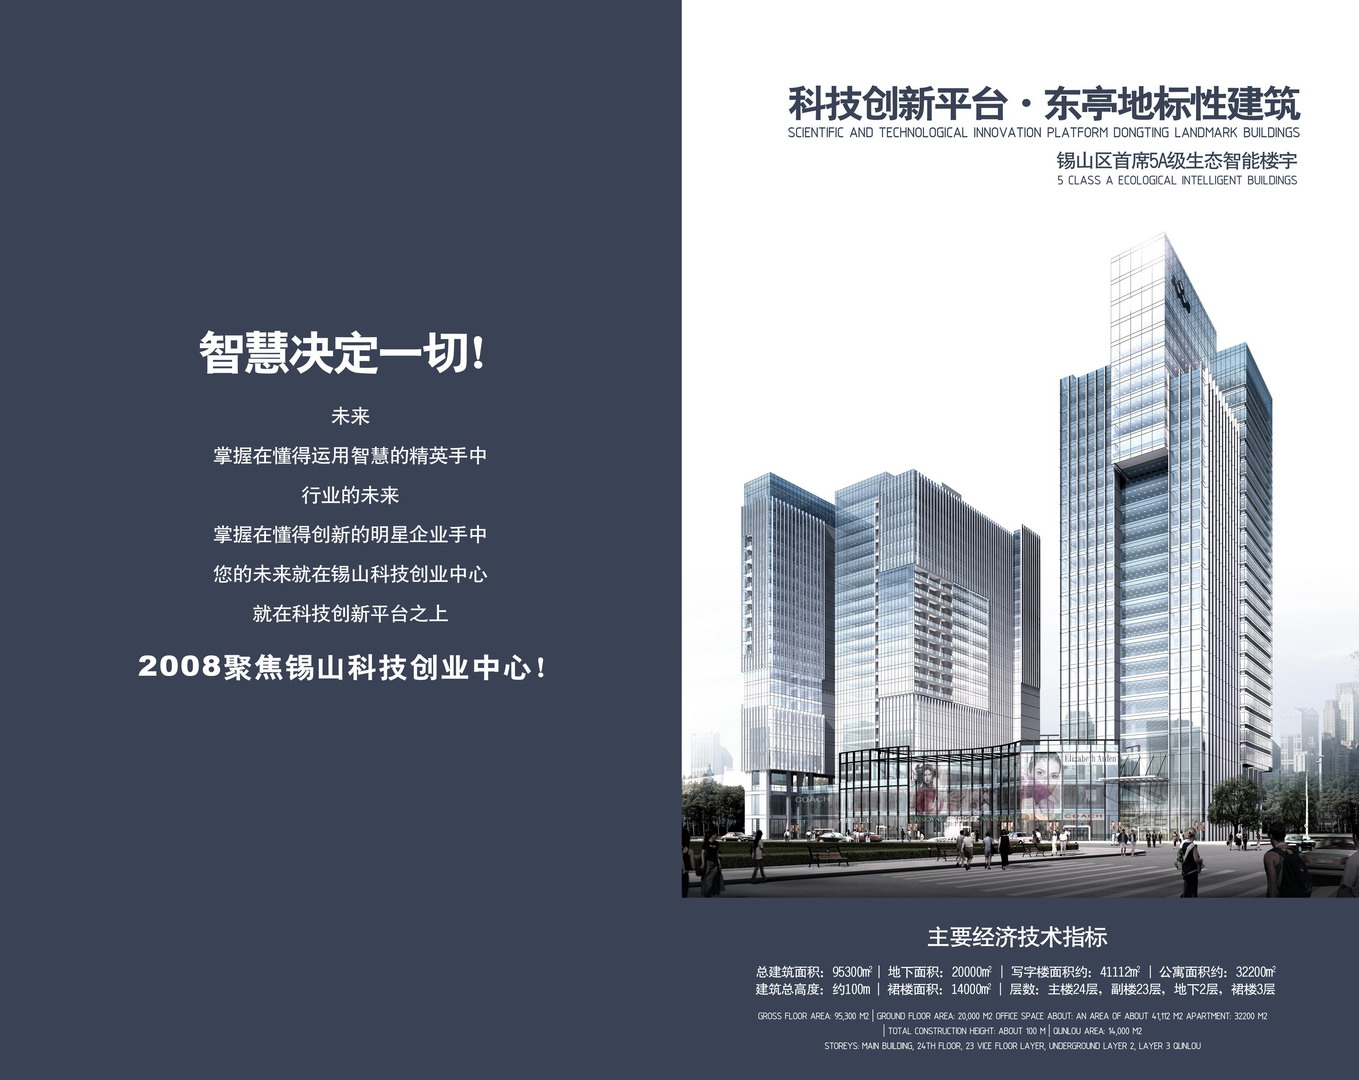 智慧决定一切!
未来
掌握在懂得运用智慧的精英手中
行业的未来
掌握在懂得创新的明星企业手中
您的未来就在锡山科技创业中心
就在科技创新平台之上
2008聚焦锡山科技创业中心!
科技创新平台·东亭地标性建筑
SCIENTIFIC AND TECHNOLOGICAL INNOVATION PLATFORM DONGTING LANDMARK BUILDINGS
锡山区首席5A级生态智能楼宇
5 CLASS A ECOLOGICAL INTELLIGENT BUILDINGS
Elizabeth Arden
COACH
COACH
主要经济技术指标
总建筑面积：95300㎡ | 地下面积：20000㎡ | 写字楼面积约：41112㎡ | 公寓面积约：32200㎡
建筑总高度：约100m | 裙楼面积：14000㎡ | 层数：主楼24层，副楼23层，地下2层，裙楼3层
GROSS FLOOR AREA: 95,300 M2 | GROUND FLOOR AREA: 20,000 M2 OFFICE SPACE ABOUT: AN AREA OF ABOUT 41,112 M2 APARTMENT: 32200 M2
| TOTAL CONSTRUCTION HEIGHT: ABOUT 100 M | QUNLOU AREA: 14,000 M2
STOREYS: MAIN BUILDING, 24TH FLOOR, 23 VICE FLOOR LAYER, UNDERGROUND LAYER 2, LAYER 3 QUNLOU